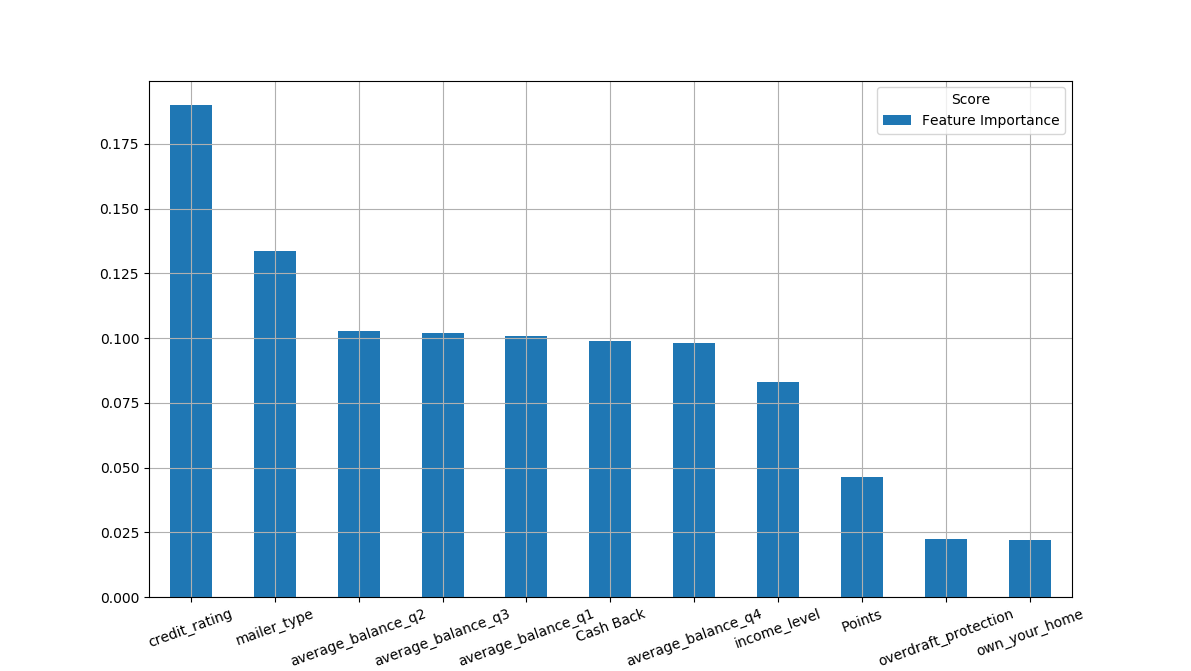 Score
Feature Importance
0.175
0.150
0.125
0.100
0.075
0.050
0.025
0.000
credit_rating
mailer_type
average_balance_q2
average_balance_q3
average_balance_q1
Cash Back
average_balance_q4
income_level
Points
overdraft_protection
own_your_home